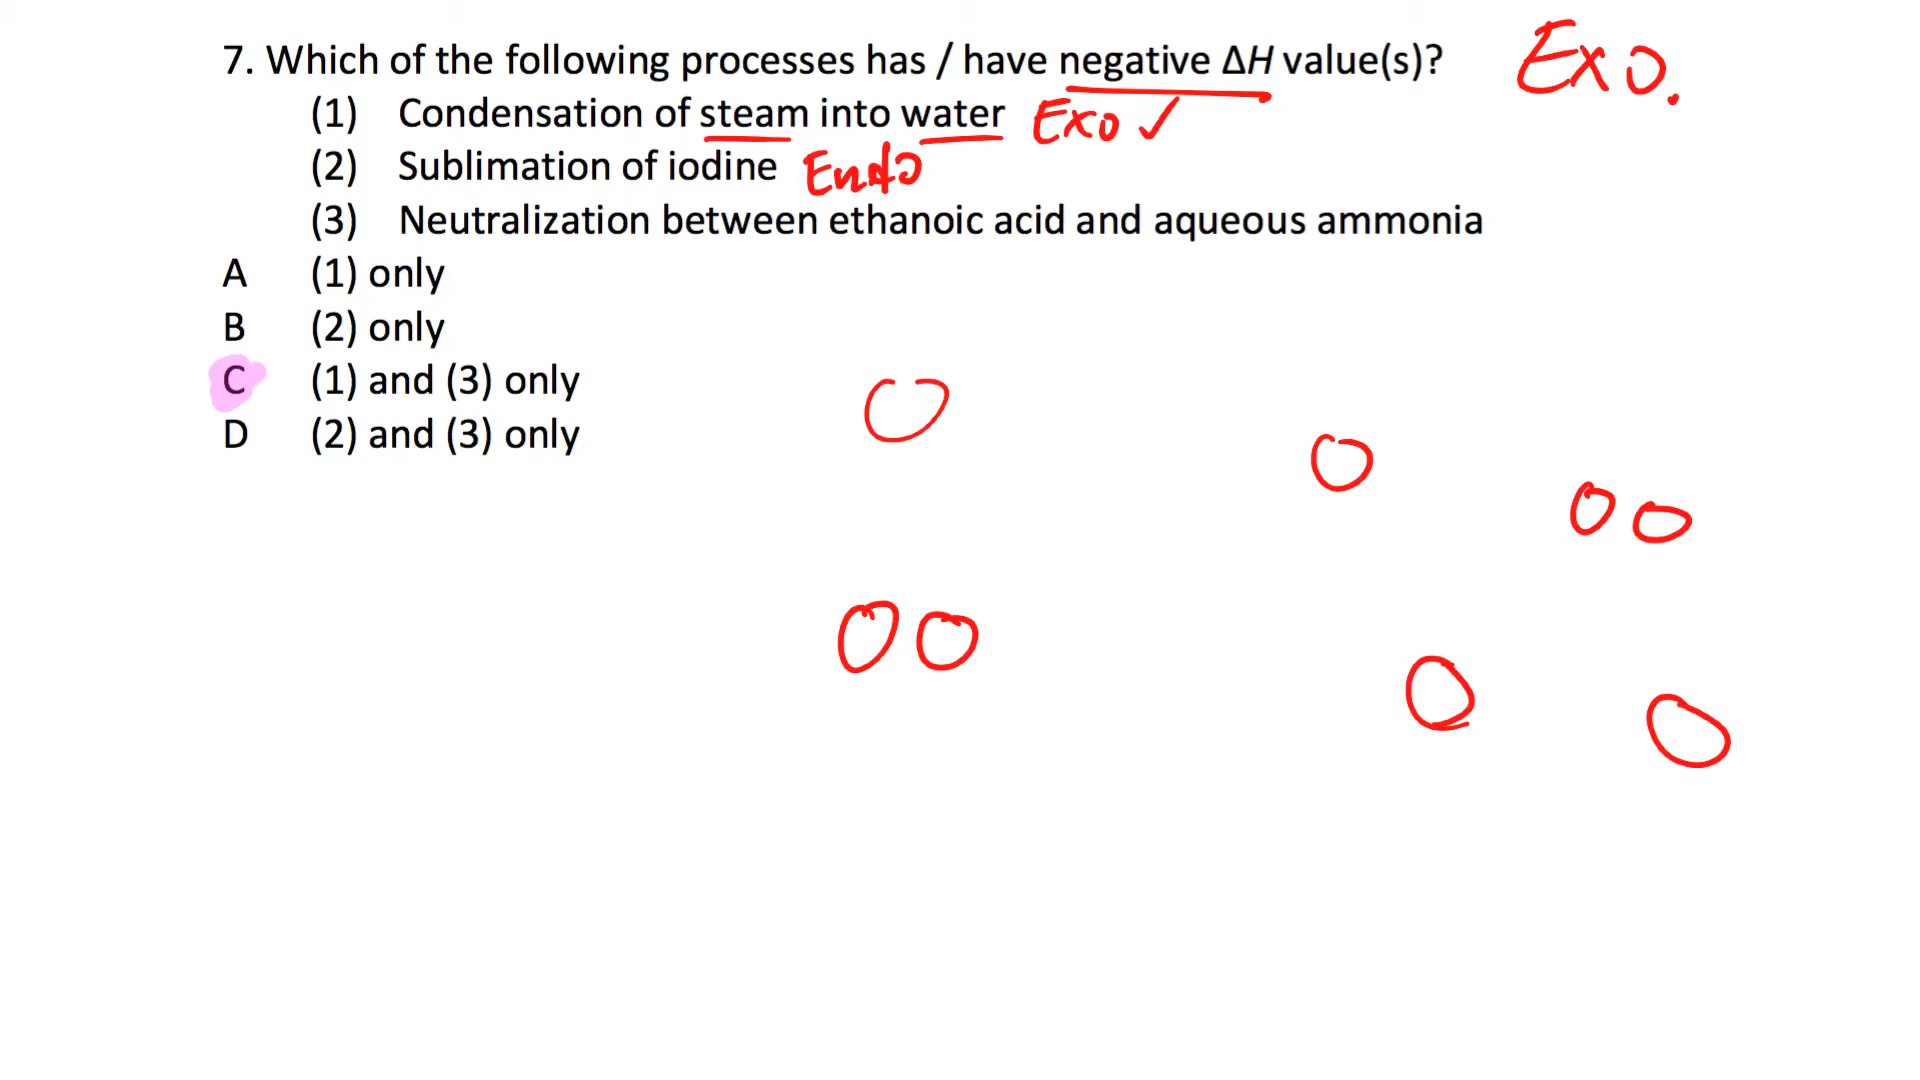 7. Which of the following processes has / have negative ΔH value(s)? Exo.
(1) Condensation of steam into water Exo ✓
(2) Sublimation of iodine Endo
(3) Neutralization between ethanoic acid and aqueous ammonia
A (1) only
B (2) only
C (1) and (3) only
D (2) and (3) only